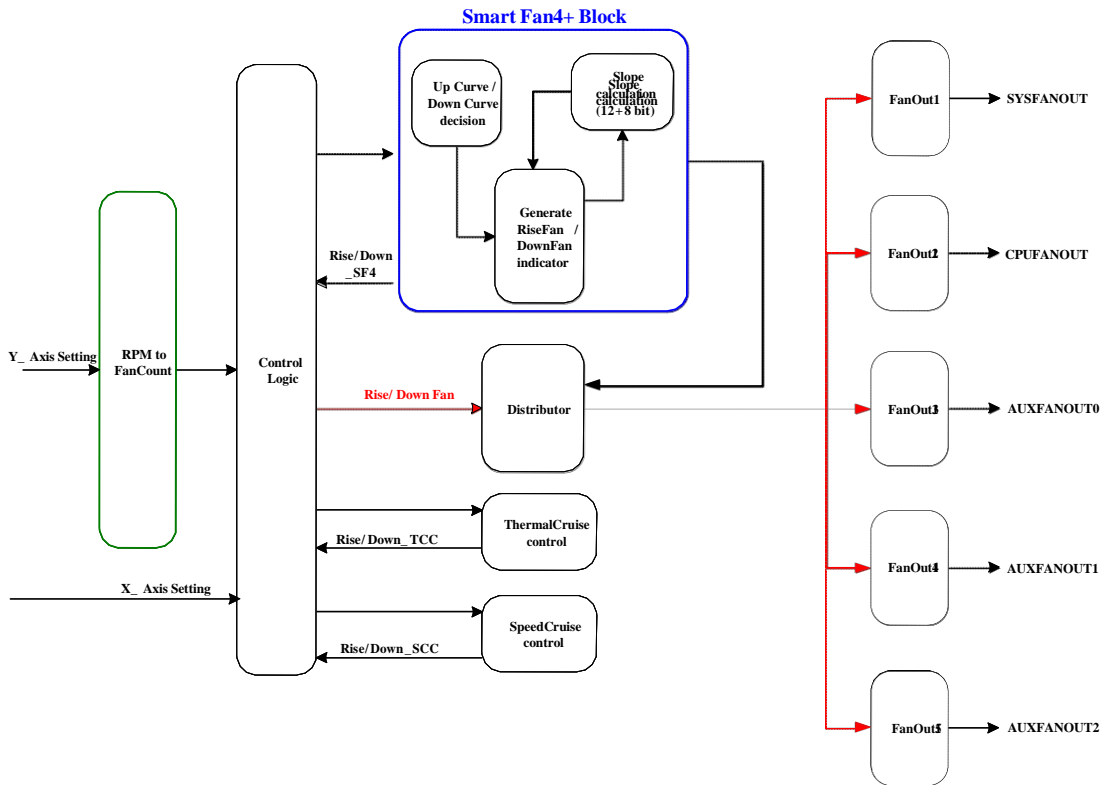 Smart Fan4+ Block
Up Curve /
Down Curve
decision
Slope
calculation
(12+8 bit)
Generate
RiseFan /
DownFan
indicator
Rise/Down
_SF4
Y_ Axis Setting
RPM to
FanCount
Control
Logic
Rise/ Down Fan
Distributor
ThermalCruise
control
Rise/Down_TCC
X_ Axis Setting
SpeedCruise
control
Rise/Down_SCC
FanOut1
SYSFANOUT
FanOut2
CPUFANOUT
FanOut3
AUXFANOUT0
FanOut4
AUXFANOUT1
FanOut5
AUXFANOUT2